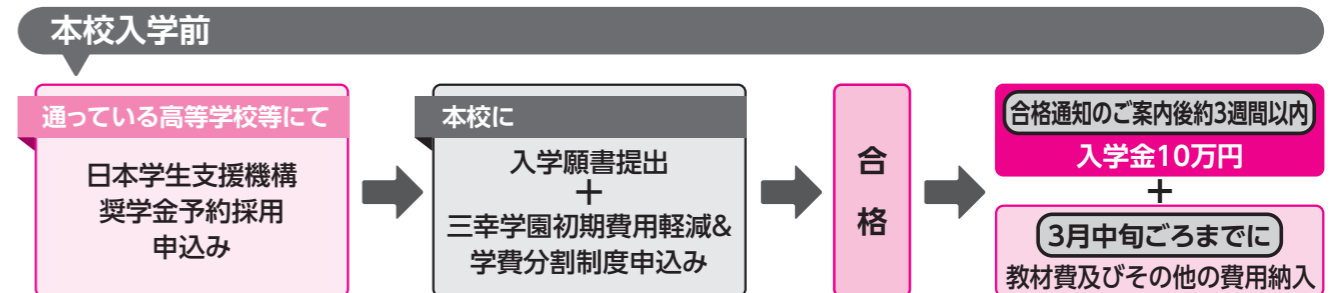 本校入学前
通っている高等学校等にて
日本学生支援機構
奨学金予約採用
申込み
本校に
入学願書提出
+
三幸学園初期費用軽減&
学費分割制度申込み
合
格
合格通知のご案内後約3週間以内
入学金10万円
+
3月中旬ごろまでに
教材費及びその他の費用納入